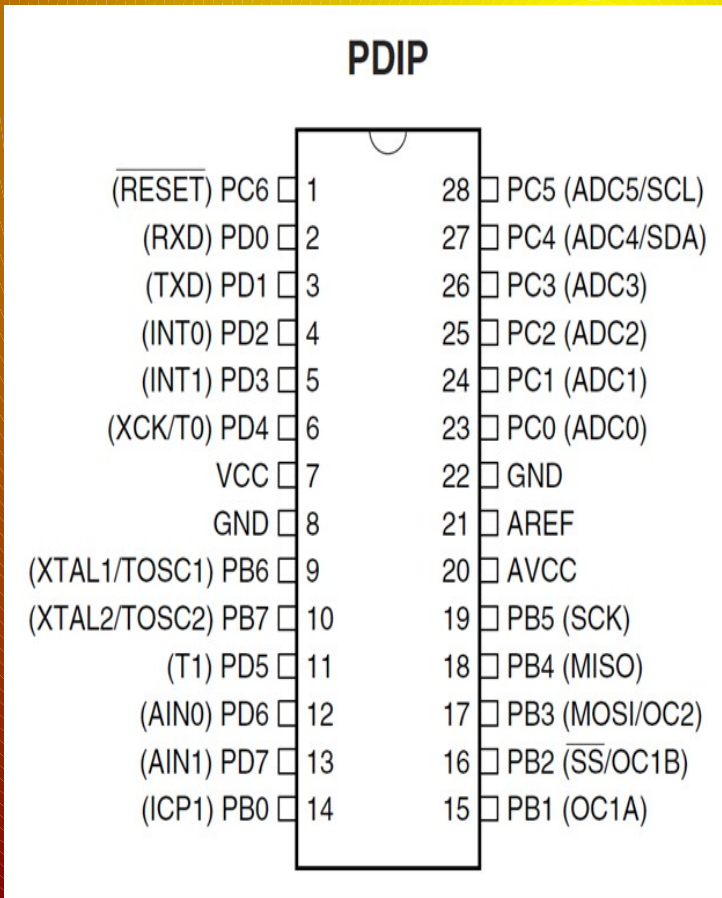 PDIP
(RESET) PC6 1 28 PC5 (ADC5/SCL)
(RXD) PD0 2 27 PC4 (ADC4/SDA)
(TXD) PD1 3 26 PC3 (ADC3)
(INT0) PD2 4 25 PC2 (ADC2)
(INT1) PD3 5 24 PC1 (ADC1)
(XCK/T0) PD4 6 23 PC0 (ADC0)
VCC 7 22 GND
GND 8 21 AREF
(XTAL1/TOSC1) PB6 9 20 AVCC
(XTAL2/TOSC2) PB7 10 19 PB5 (SCK)
(T1) PD5 11 18 PB4 (MISO)
(AIN0) PD6 12 17 PB3 (MOSI/OC2)
(AIN1) PD7 13 16 PB2 (SS/OC1B)
(ICP1) PB0 14 15 PB1 (OC1A)